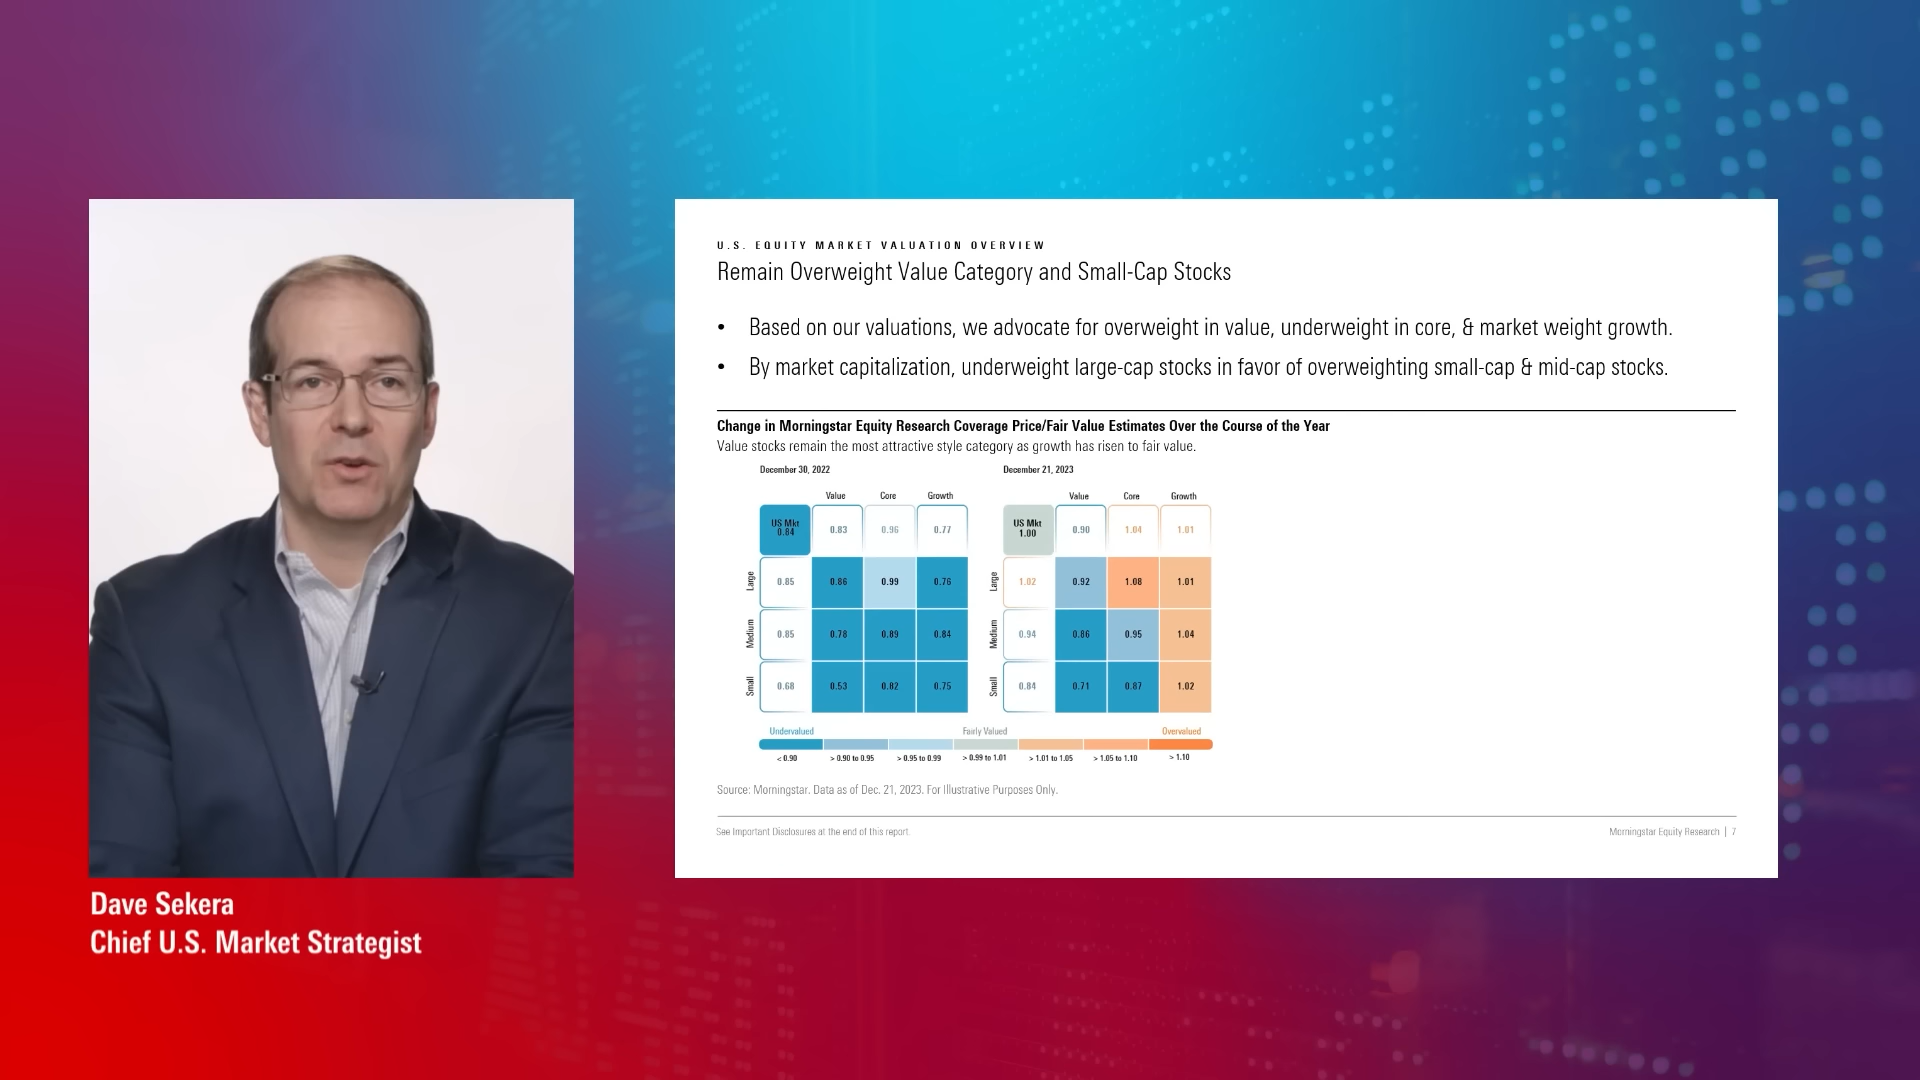 U.S. EQUITY MARKET VALUATION OVERVIEW
Remain Overweight Value Category and Small-Cap Stocks
• Based on our valuations, we advocate for overweight in value, underweight in core, & market weight growth.
• By market capitalization, underweight large-cap stocks in favor of overweighting small-cap & mid-cap stocks.
Change in Morningstar Equity Research Coverage Price/Fair Value Estimates Over the Course of the Year
Value stocks remain the most attractive style category as growth has risen to fair value.
December 30, 2022
Value Core Growth
US Mkt
0.84
0.83 0.96 0.77
Large 0.85 0.86 0.99 0.76
Medium 0.85 0.78 0.89 0.84
Small 0.68 0.53 0.82 0.75
December 21, 2023
Value Core Growth
US Mkt
1.00
0.90 1.04 1.01
Large 1.02 0.92 1.08 1.01
Medium 0.94 0.86 0.95 1.04
Small 0.84 0.71 0.87 1.02
Undervalued Fairly Valued Overvalued
< 0.90 > 0.90 to 0.95 > 0.95 to 0.99 > 0.99 to 1.01 > 1.01 to 1.05 > 1.05 to 1.10 > 1.10
Source: Morningstar. Data as of Dec. 21, 2023. For Illustrative Purposes Only.
See Important Disclosures at the end of this report.
Morningstar Equity Research | 7
Dave Sekera
Chief U.S. Market Strategist